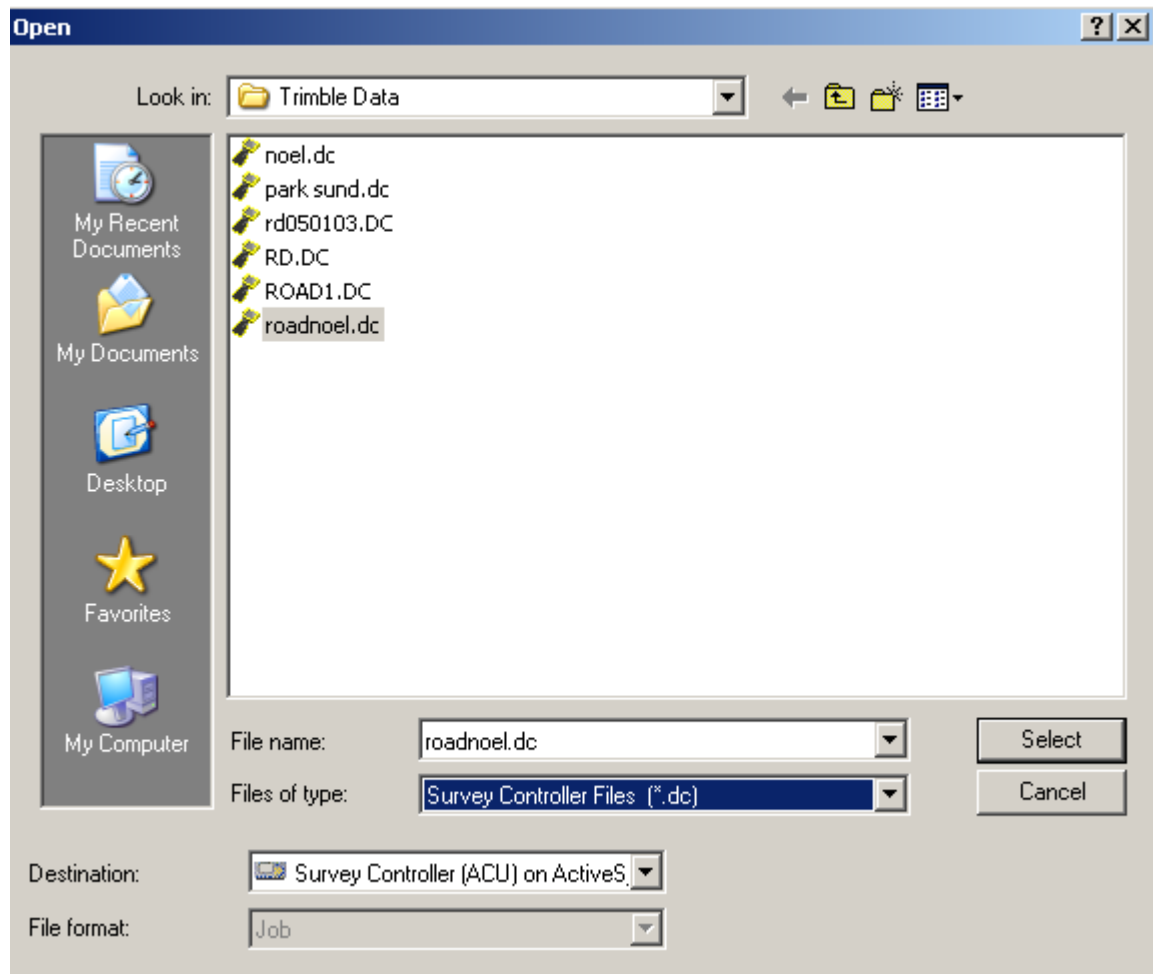 Open
Look in: Trimble Data
My Recent
Documents
My Documents
Desktop
Favorites
My Computer
noel.dc
park sund.dc
rd050103.DC
RD.DC
ROAD1.DC
roadnoel.dc
File name: roadnoel.dc Select
Files of type: Survey Controller Files (*.dc) Cancel
Destination: Survey Controller (ACU) on ActiveS
File format: Job